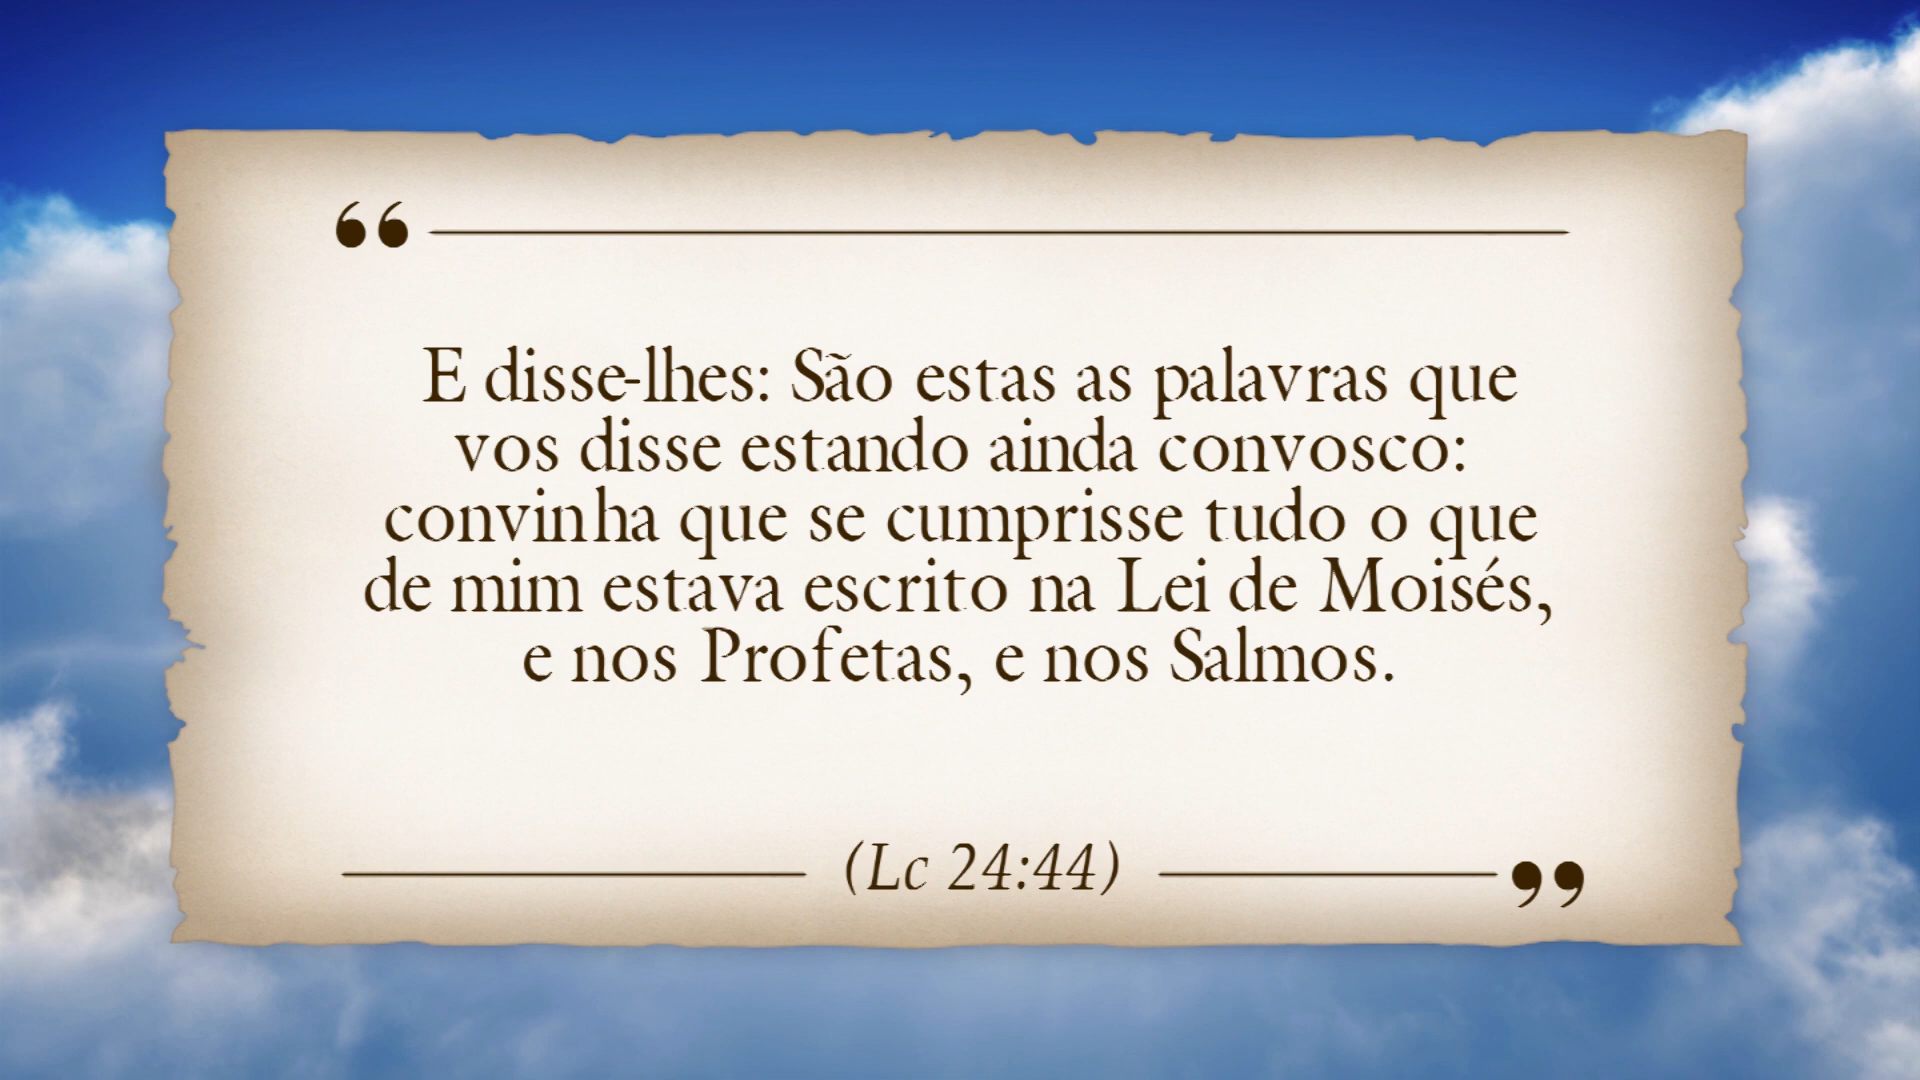 “
E disse-lhes: São estas as palavras que
vos disse estando ainda convosco:
convinha que se cumprisse tudo o que
de mim estava escrito na Lei de Moisés,
e nos Profetas, e nos Salmos.
(Lc 24:44)
”